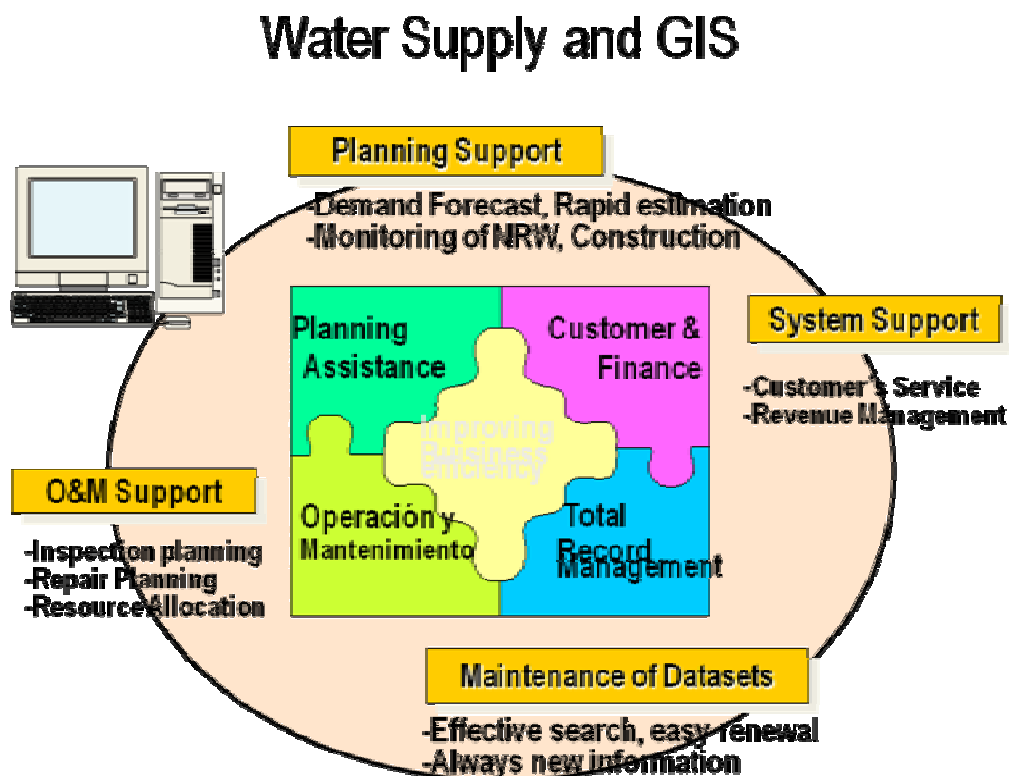 Water Supply and GIS
Planning Support
-Demand Forecast, Rapid estimation
-Monitoring of NRW, Construction
Planning
Assistance
Customer &
Finance
System Support
-Customer's Service
-Revenue Management
Improving
Business
efficiency
O&M Support
-Inspection planning
-Repair Planning
-Resource Allocation
Operación y
Mantenimiento
Total
Record
Management
Maintenance of Datasets
-Effective search, easy renewal
-Always new information